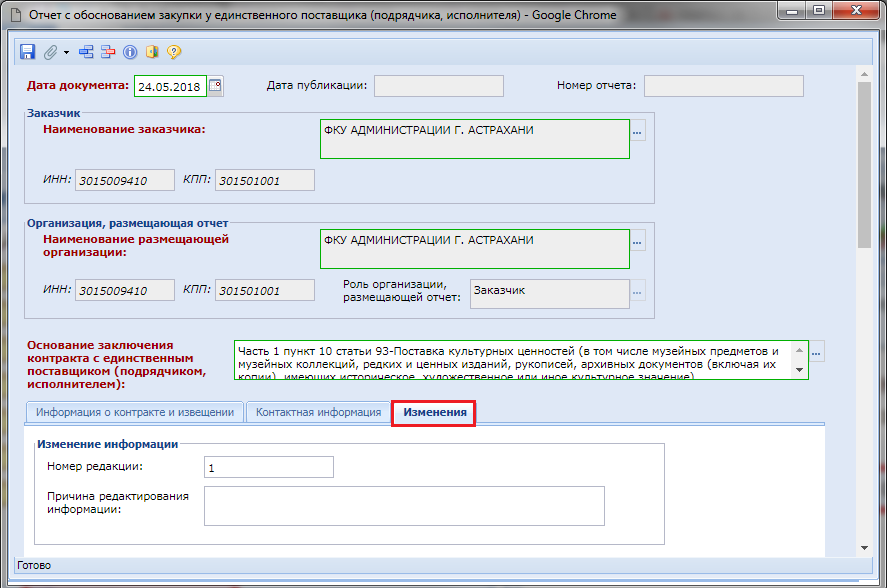 Отчет с обоснованием закупки у единственного поставщика (подрядчика, исполнителя) - Google Chrome
Дата документа: 24.05.2018 Дата публикации: Номер отчета:
Заказчик
Наименование заказчика: ФКУ АДМИНИСТРАЦИИ Г. АСТРАХАНИ ...
ИНН: 3015009410 КПП: 301501001
Организация, размещающая отчет
Наименование размещающей организации: ФКУ АДМИНИСТРАЦИИ Г. АСТРАХАНИ ...
ИНН: 3015009410 КПП: 301501001 Роль организации, размещающей отчет: Заказчик ...
Основание заключения
контракта с единственным
поставщиком (подрядчиком,
исполнителем):
Часть 1 пункт 10 статьи 93-Поставка культурных ценностей (в том числе музейных предметов и
музейных коллекций, редких и ценных изданий, рукописей, архивных документов (включая их
копии), имеющих историческое, художественное или иное культурное значение) ...
Информация о контракте и извещении Контактная информация Изменения
Изменение информации
Номер редакции: 1
Причина редактирования
информации:
Готово